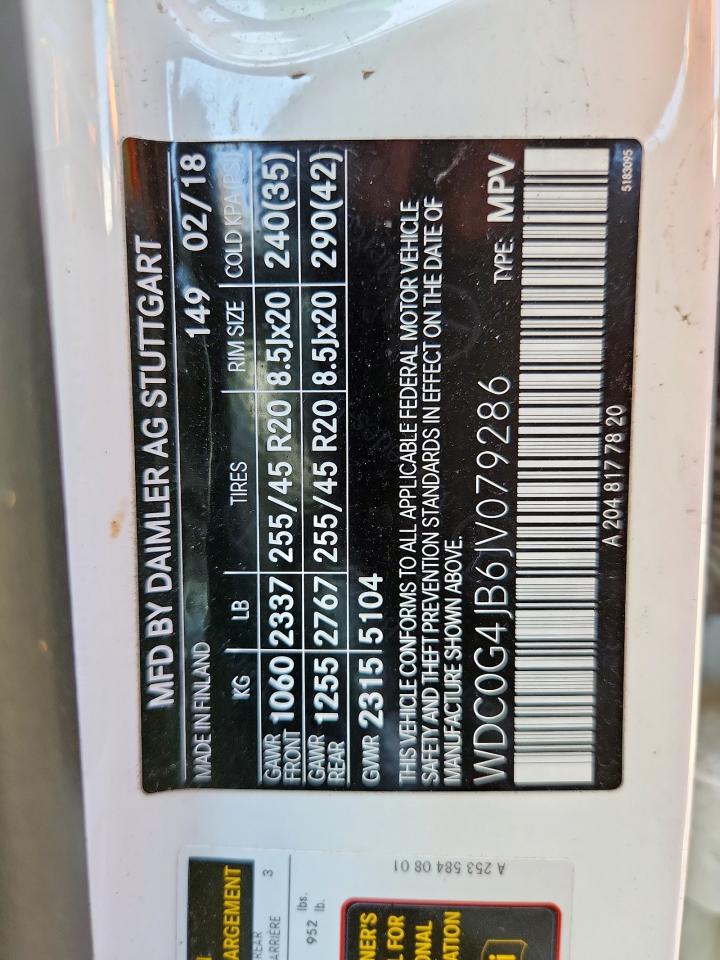 MFD BY DAIMLER AG STUTTGART
MADE IN FINLAND 149 02/18
KG LB TIRES RIM SIZE COLD KPA(PSI)
GAWR FRONT 1060 2337 255/45 R20 8.5Jx20 240(35)
GAWR REAR 1255 2767 255/45 R20 8.5Jx20 290(42)
GVWR 2315 5104
THIS VEHICLE CONFORMS TO ALL APPLICABLE FEDERAL MOTOR VEHICLE
SAFETY AND THEFT PREVENTION STANDARDS IN EFFECT ON THE DATE OF
MANUFACTURE SHOWN ABOVE.
WDC0G4JB6JV079286 TYPE: MPV
A 204 817 78 20
5183095
A 253 584 08 01
ARGEMENT
REAR 3
ARRIÈRE
lbs.
952 lb.
NER'S
L FOR
ONAL
ATION
i